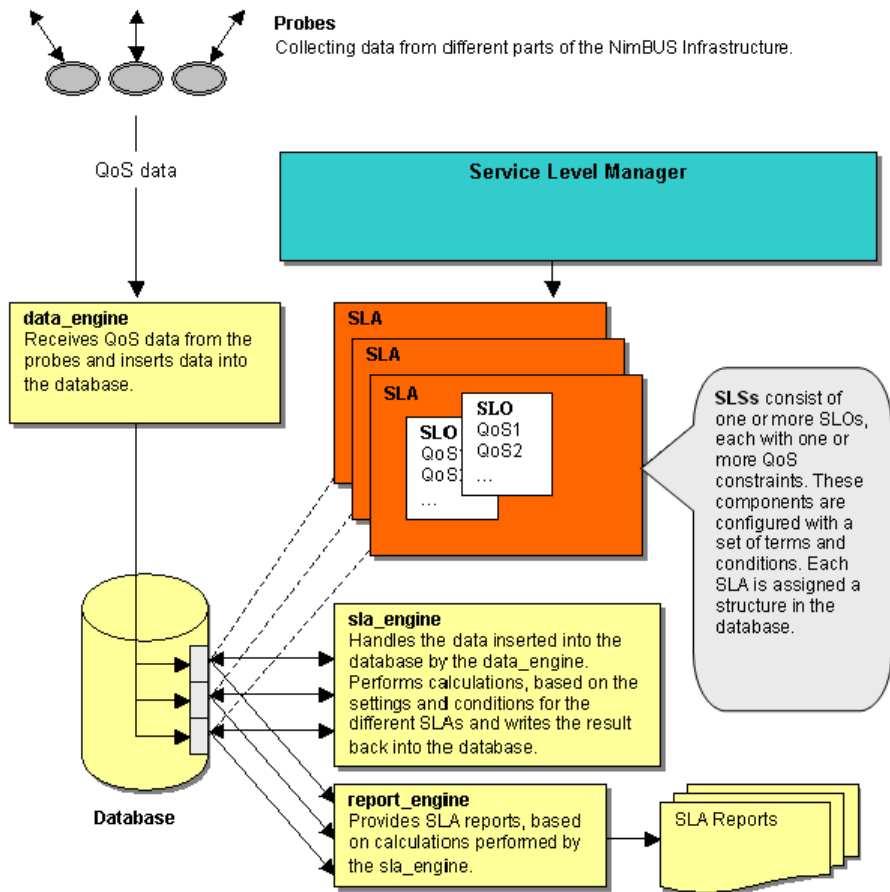 Probes
Collecting data from different parts of the NimBUS Infrastructure.
QoS data
Service Level Manager
data_engine
Receives QoS data from the
probes and inserts data into
the database.
SLA
SLA
SLA
SLO
QoS1
QoS2
...
SLO
QoS
QoS
...
SLSs consist of
one or more SLOs,
each with one or
more QoS
constraints. These
components are
configured with a
set of terms and
conditions. Each
SLA is assigned a
structure in the
database.
sla_engine
Handles the data inserted into the
database by the data_engine.
Performs calculations, based on the
settings and conditions for the
different SLAs and writes the result
back into the database.
Database
report_engine
Provides SLA reports, based
on calculations performed by
the sla_engine.
SLA Reports